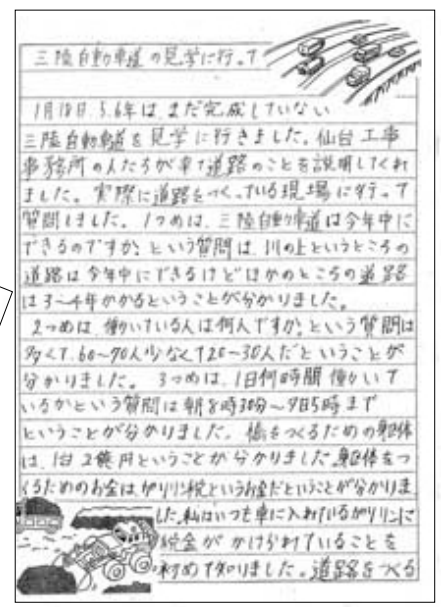 三陸自動車道の見学に行って
1月18日、5.6年は、まだ完成していない
三陸自動車道を見学に行きました。仙台工事
事務所の人たちが来て道路のことを説明してくれ
ました。実際に道路をつくっている現場に行って
質問しました。1つめは、三陸自動車道は今年中に
できるのですか、という質問は、川の上というところの
道路は今年中にできるけどほかのところの道路
は3〜4年かかるということが分かりました。
2つめは、働いている人は何人ですか、という質問は
多くて、60〜70人少なくて20〜30人だということが
分かりました。3つめは、1日何時間働いて
いるかという質問は朝8時30分〜夕日5時まで
ということが分かりました。橋をつくるための
は、1台2億円ということが分かりました。
くるためのお金は、ガソリン税というお金だということが分かりま
した。私はいつも車に入れているガソリンに
税金がかけられていることを
初めて知りました。道路をつくる